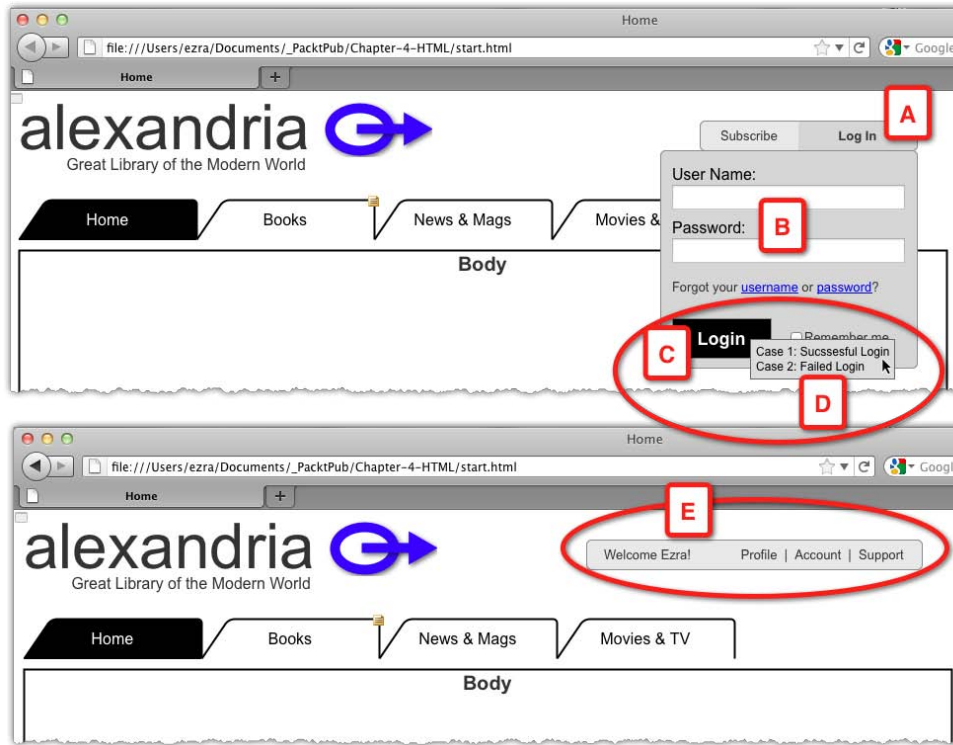 Home
file:///Users/ezra/Documents/_PacktPub/Chapter-4-HTML/start.html
Google
Home
+
alexandria
Great Library of the Modern World
A
Subscribe Log In
User Name:
Home Books News & Mags Movies &
Password:
B
Body
Forgot your username or password?
C
Login
Remember me
Case 1: Sucssesful Login
Case 2: Failed Login
D
Home
file:///Users/ezra/Documents/_PacktPub/Chapter-4-HTML/start.html
Googl
Home
+
E
alexandria
Great Library of the Modern World
Welcome Ezra! Profile | Account | Support
Home Books News & Mags Movies & TV
Body